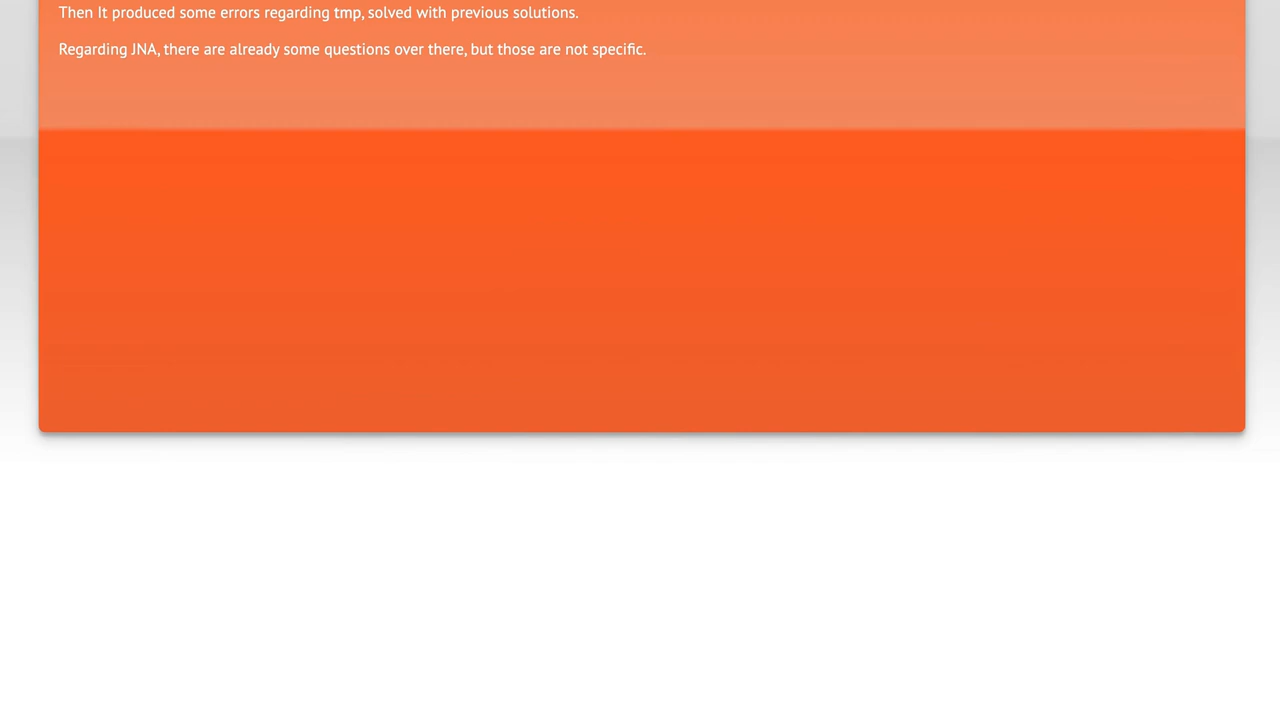 Then It produced some errors regarding tmp, solved with previous solutions.
Regarding JNA, there are already some questions over there, but those are not specific.